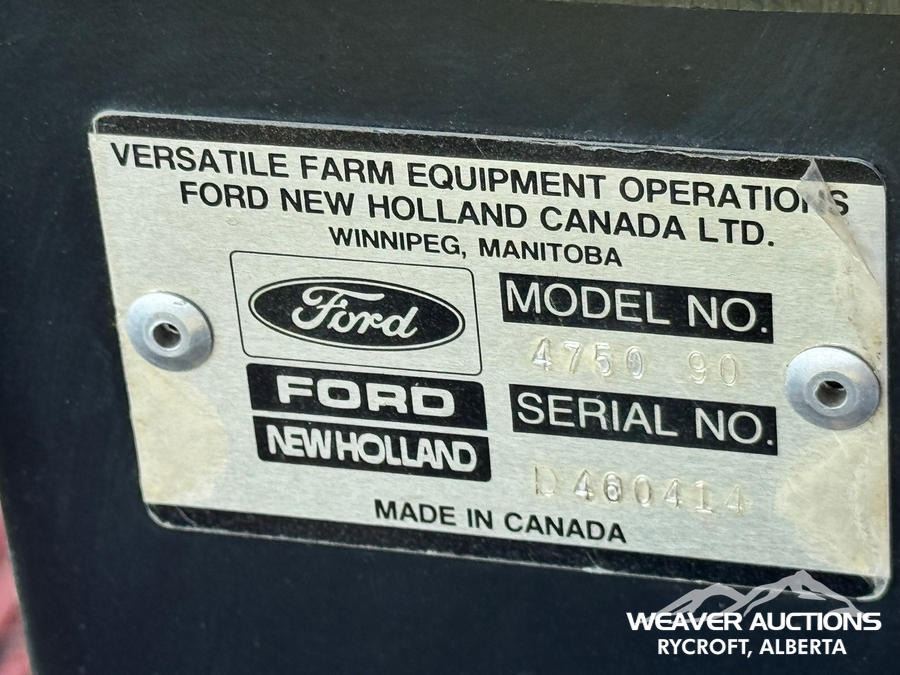 VERSATILE FARM EQUIPMENT OPERATIONS
FORD NEW HOLLAND CANADA LTD.
WINNIPEG, MANITOBA
Ford
FORD
NEW HOLLAND
MODEL NO.
4750 90
SERIAL NO.
D460414
MADE IN CANADA
WEAVER AUCTIONS
RYCROFT, ALBERTA